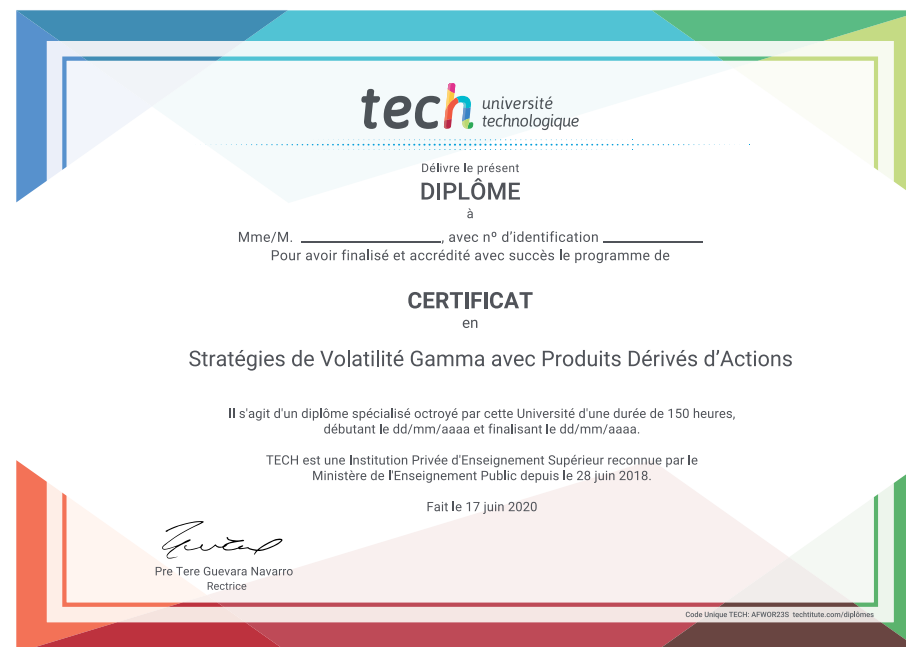 tech université
technologique
Délivre le présent
DIPLÔME
à
Mme/M. ____________________, avec nº d'identification ______________
Pour avoir finalisé et accrédité avec succès le programme de
CERTIFICAT
en
Stratégies de Volatilité Gamma avec Produits Dérivés d'Actions
Il s'agit d'un diplôme spécialisé octroyé par cette Université d'une durée de 150 heures,
débutant le dd/mm/aaaa et finalisant le dd/mm/aaaa.
TECH est une Institution Privée d'Enseignement Supérieur reconnue par le
Ministère de l'Enseignement Public depuis le 28 juin 2018.
Fait le 17 juin 2020
Pre Tere Guevara Navarro
Rectrice
Code Unique TECH: AFWOR23S techtitute.com/diplômes